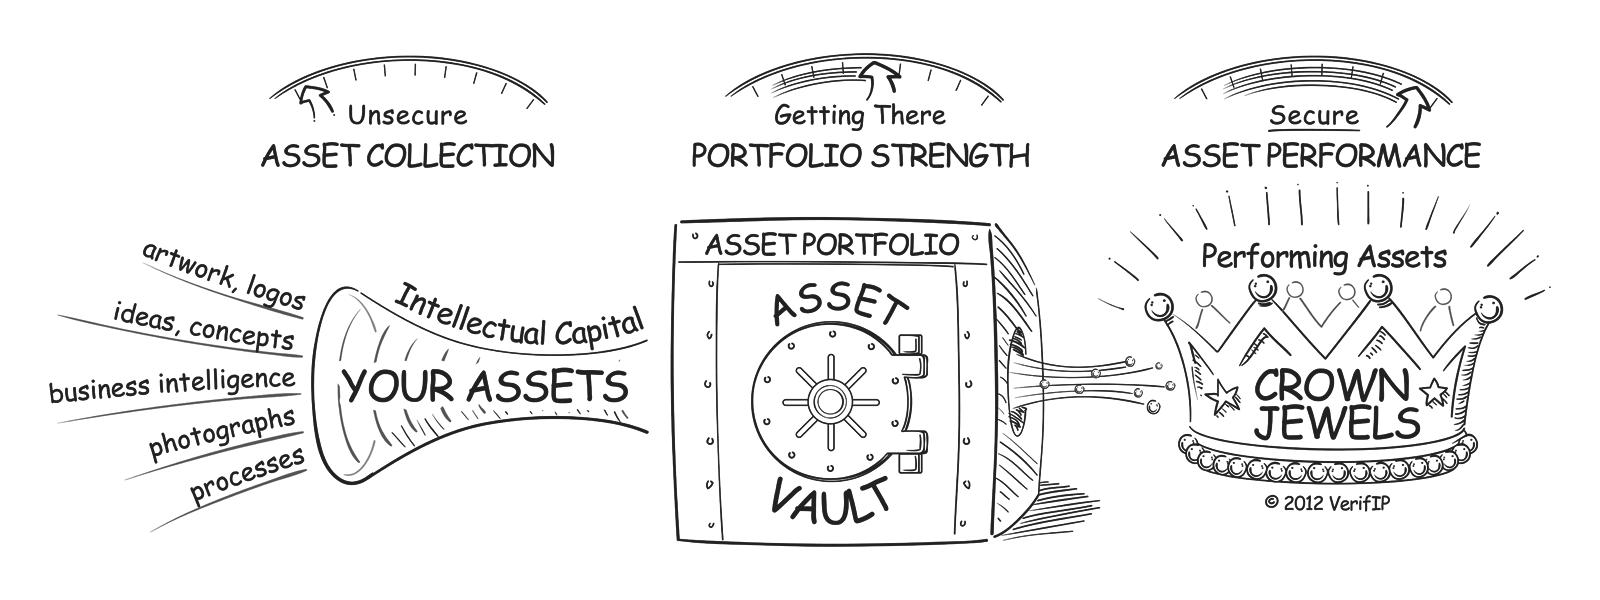 Unsecure
ASSET COLLECTION
Getting There
PORTFOLIO STRENGTH
Secure
ASSET PERFORMANCE
artwork, logos
ideas, concepts
business intelligence
photographs
processes
Intellectual Capital
YOUR ASSETS
ASSET PORTFOLIO
ASSET
VAULT
Performing Assets
CROWN
JEWELS
© 2012 VerifIP